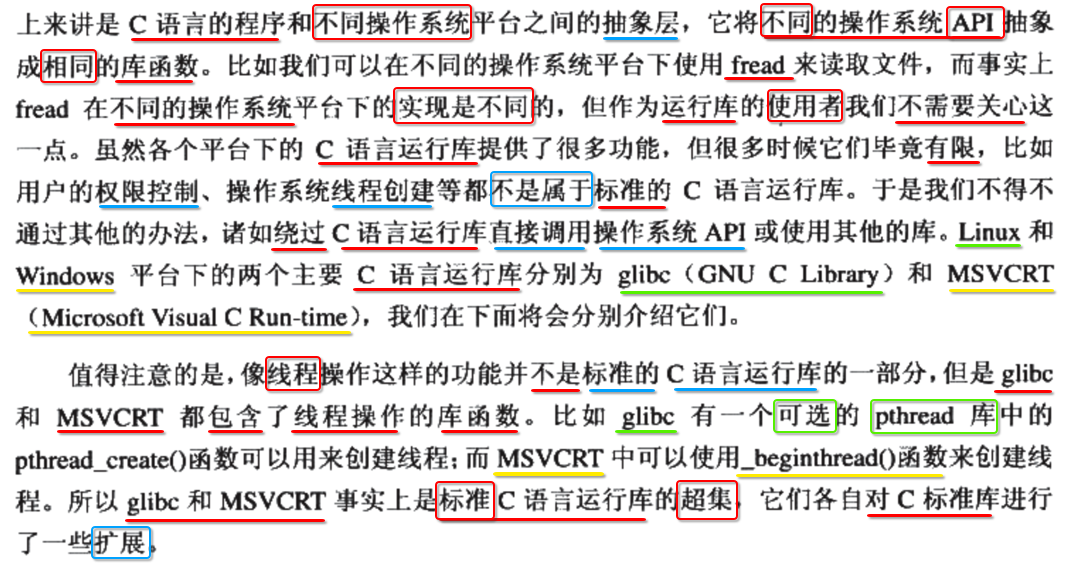 上来讲是 C 语言的程序和不同操作系统平台之间的抽象层，它将不同的操作系统 API 抽象
成相同的库函数。比如我们可以在不同的操作系统平台下使用 fread 来读取文件，而事实上
fread 在不同的操作系统平台下的实现是不同的，但作为运行库的使用者我们不需要关心这
一点。虽然各个平台下的 C 语言运行库提供了很多功能，但很多时候它们毕竟有限，比如
用户的权限控制、操作系统线程创建等都不是属于标准的 C 语言运行库。于是我们不得不
通过其他的办法，诸如绕过 C 语言运行库直接调用操作系统 API 或使用其他的库。Linux 和
Windows 平台下的两个主要 C 语言运行库分别为 glibc（GNU C Library）和 MSVCRT
（Microsoft Visual C Run-time），我们在下面将会分别介绍它们。
值得注意的是，像线程操作这样的功能并不是标准的 C 语言运行库的一部分，但是 glibc
和 MSVCRT 都包含了线程操作的库函数。比如 glibc 有一个可选的 pthread 库中的
pthread_create()函数可以用来创建线程；而 MSVCRT 中可以使用_beginthread()函数来创建线
程。所以 glibc 和 MSVCRT 事实上是标准 C 语言运行库的超集，它们各自对 C 标准库进行
了一些扩展。